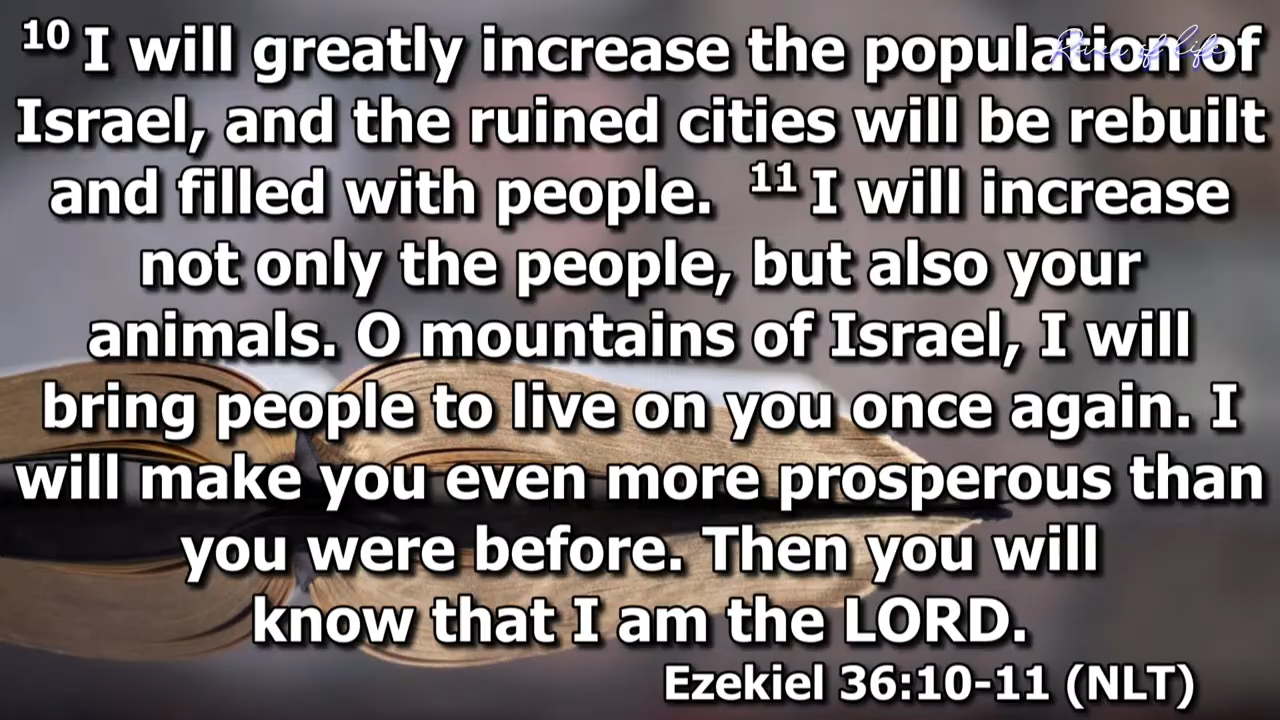 10 I will greatly increase the population of
Israel, and the ruined cities will be rebuilt
and filled with people. 11 I will increase
not only the people, but also your
animals. O mountains of Israel, I will
bring people to live on you once again. I
will make you even more prosperous than
you were before. Then you will
know that I am the LORD.
Ezekiel 36:10-11 (NLT)
of life